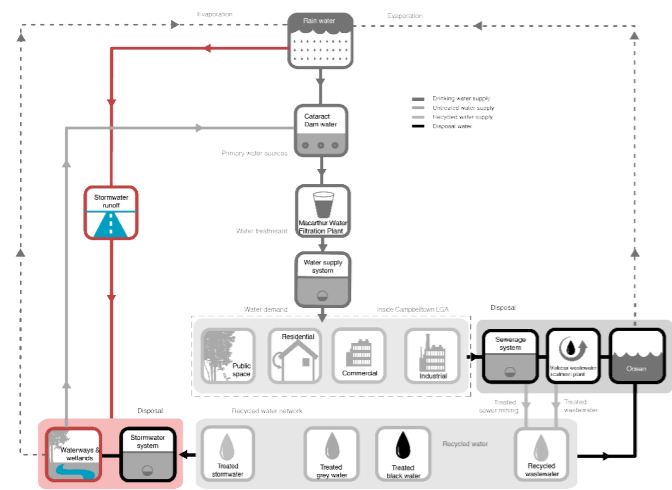 Evaporation
Evaporation
Rain water
Drinking water supply
Untreated water supply
Recycled water supply
Disposal water
Cataract
Dam water
Primary water sources
Stormwater
runoff
Macarthur Water
Filtration Plant
Water treatment
Water supply
system
Water demand
Inside Campbelltown LGA
Disposal
Public
space
Residential
Commercial
Industrial
Sewerage
system
wastewater
treatment plant
Ocean
Treated
sewer mining
Treated
wastewater
Disposal
Recycled water network
Waterways &
wetlands
Stormwater
system
Treated
stormwater
Treated
grey water
Treated
black water
Recycled water
Recycled
wastewater